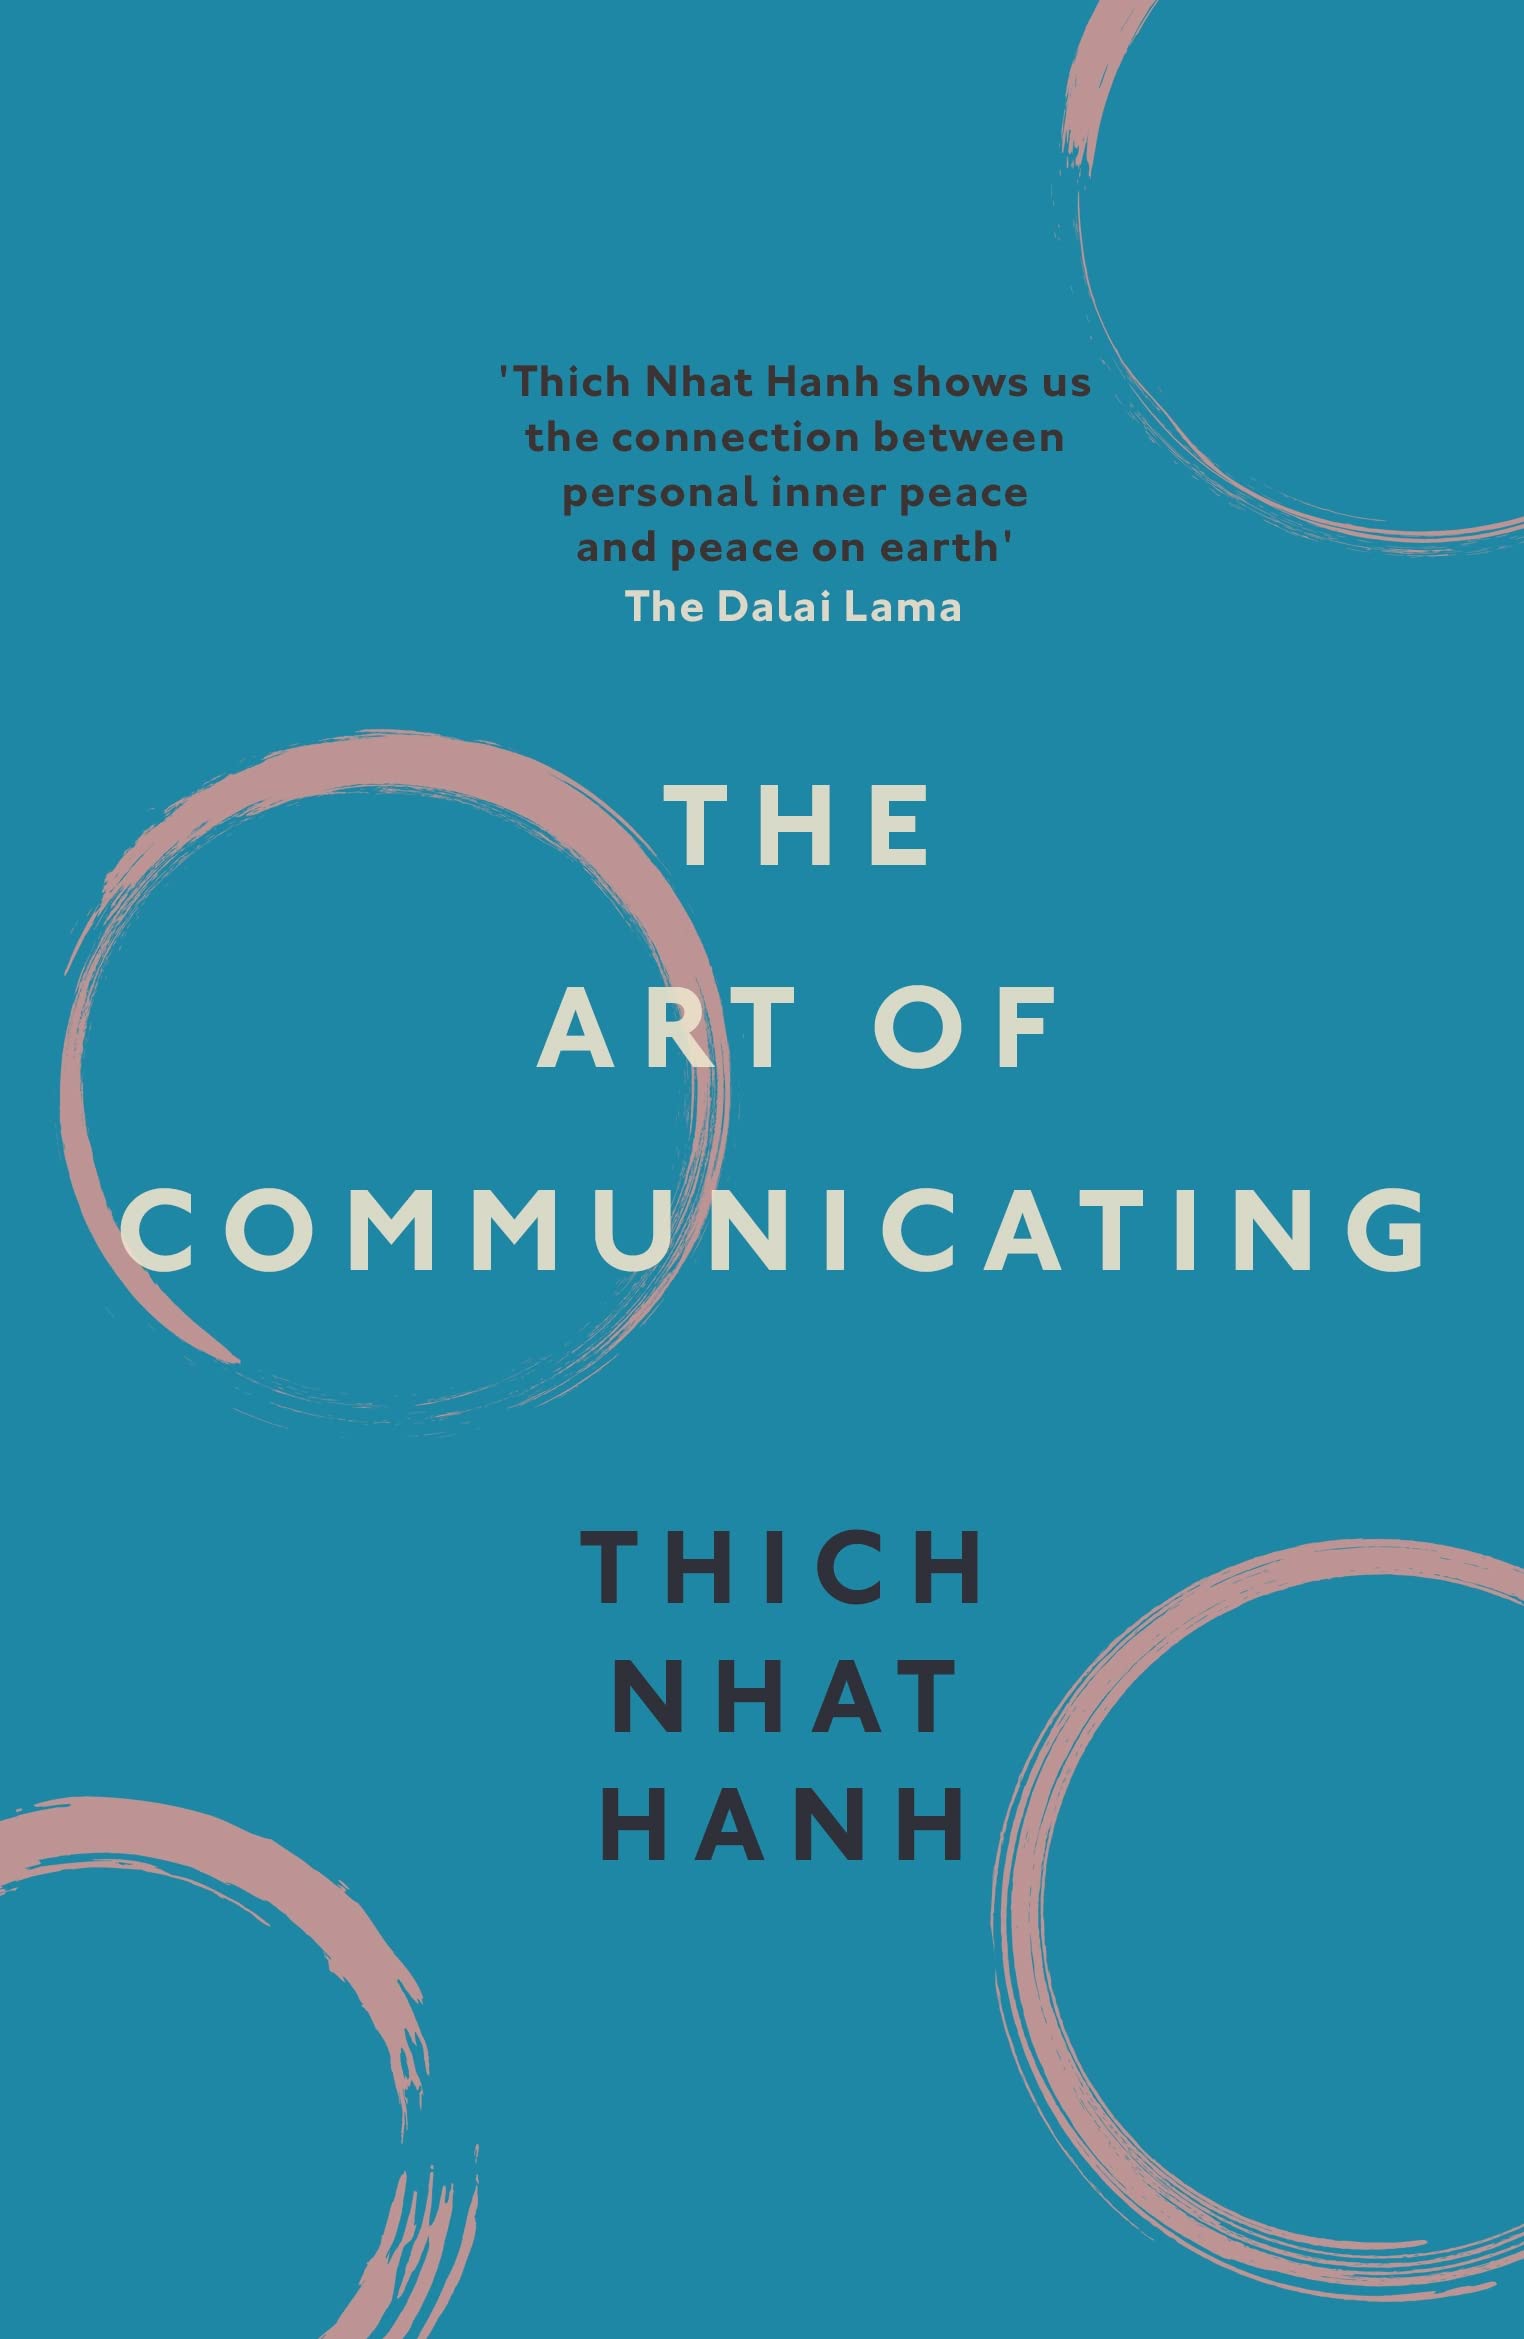 'Thich Nhat Hanh shows us
the connection between
personal inner peace
and peace on earth'
The Dalai Lama
THE
ART OF
COMMUNICATING
THICH
NHAT
HANH